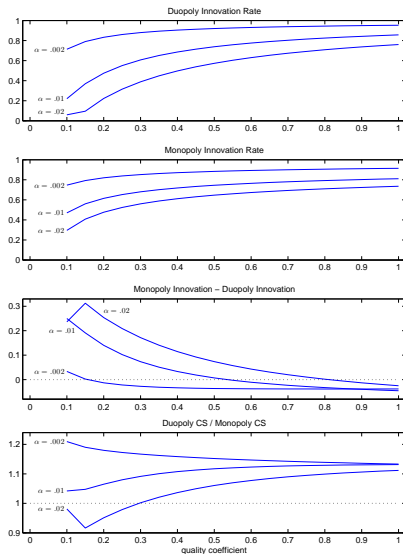 Duopoly Innovation Rate
1
0.8
α = .002
0.6
0.4
0.2
α = .01
α = .02
0
0 0.1 0.2 0.3 0.4 0.5 0.6 0.7 0.8 0.9 1
Monopoly Innovation Rate
1
0.8
α = .002
0.6
0.4
α = .01
α = .02
0.2
0
0 0.1 0.2 0.3 0.4 0.5 0.6 0.7 0.8 0.9 1
Monopoly Innovation − Duopoly Innovation
0.3
α = .02
0.2
α = .01
0.1
α = .002
0
0 0.1 0.2 0.3 0.4 0.5 0.6 0.7 0.8 0.9 1
Duopoly CS / Monopoly CS
α = .002
1.2
1.1
α = .01
1
α = .02
0.9
0 0.1 0.2 0.3 0.4 0.5 0.6 0.7 0.8 0.9 1
quality coefficient